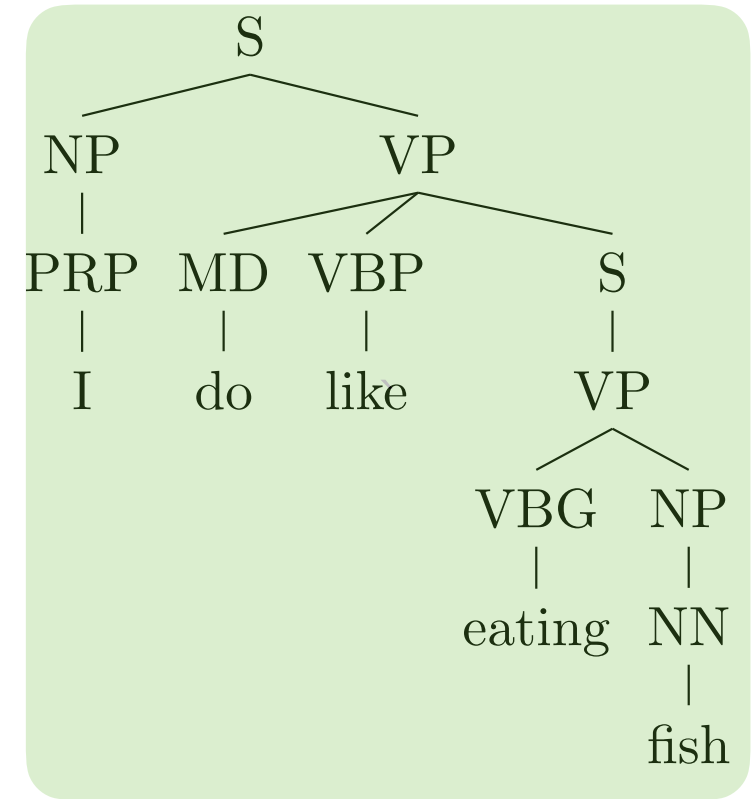 S
NP VP
PRP MD VBP S
I do like VP
VBG NP
eating NN
fish